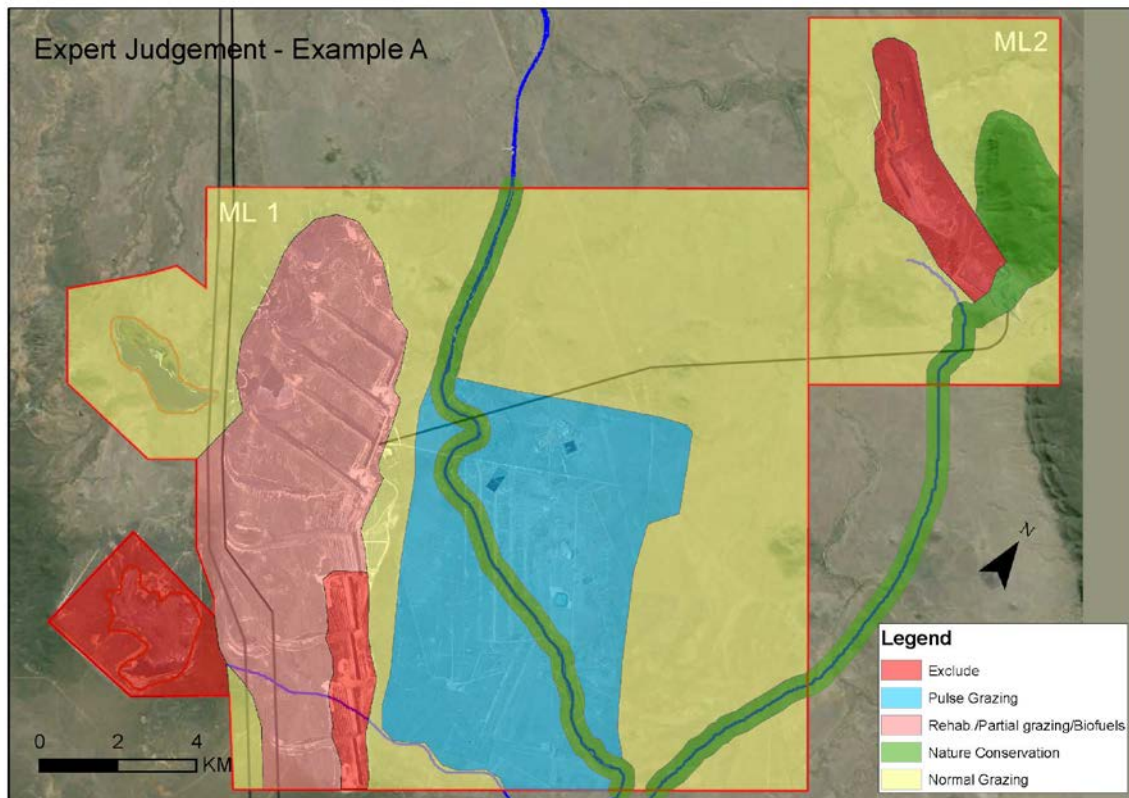 Expert Judgement - Example A
ML2
ML 1
N
Legend
Exclude
Pulse Grazing
Rehab./Partial grazing/Biofuels
Nature Conservation
Normal Grazing
0 2 4
KM